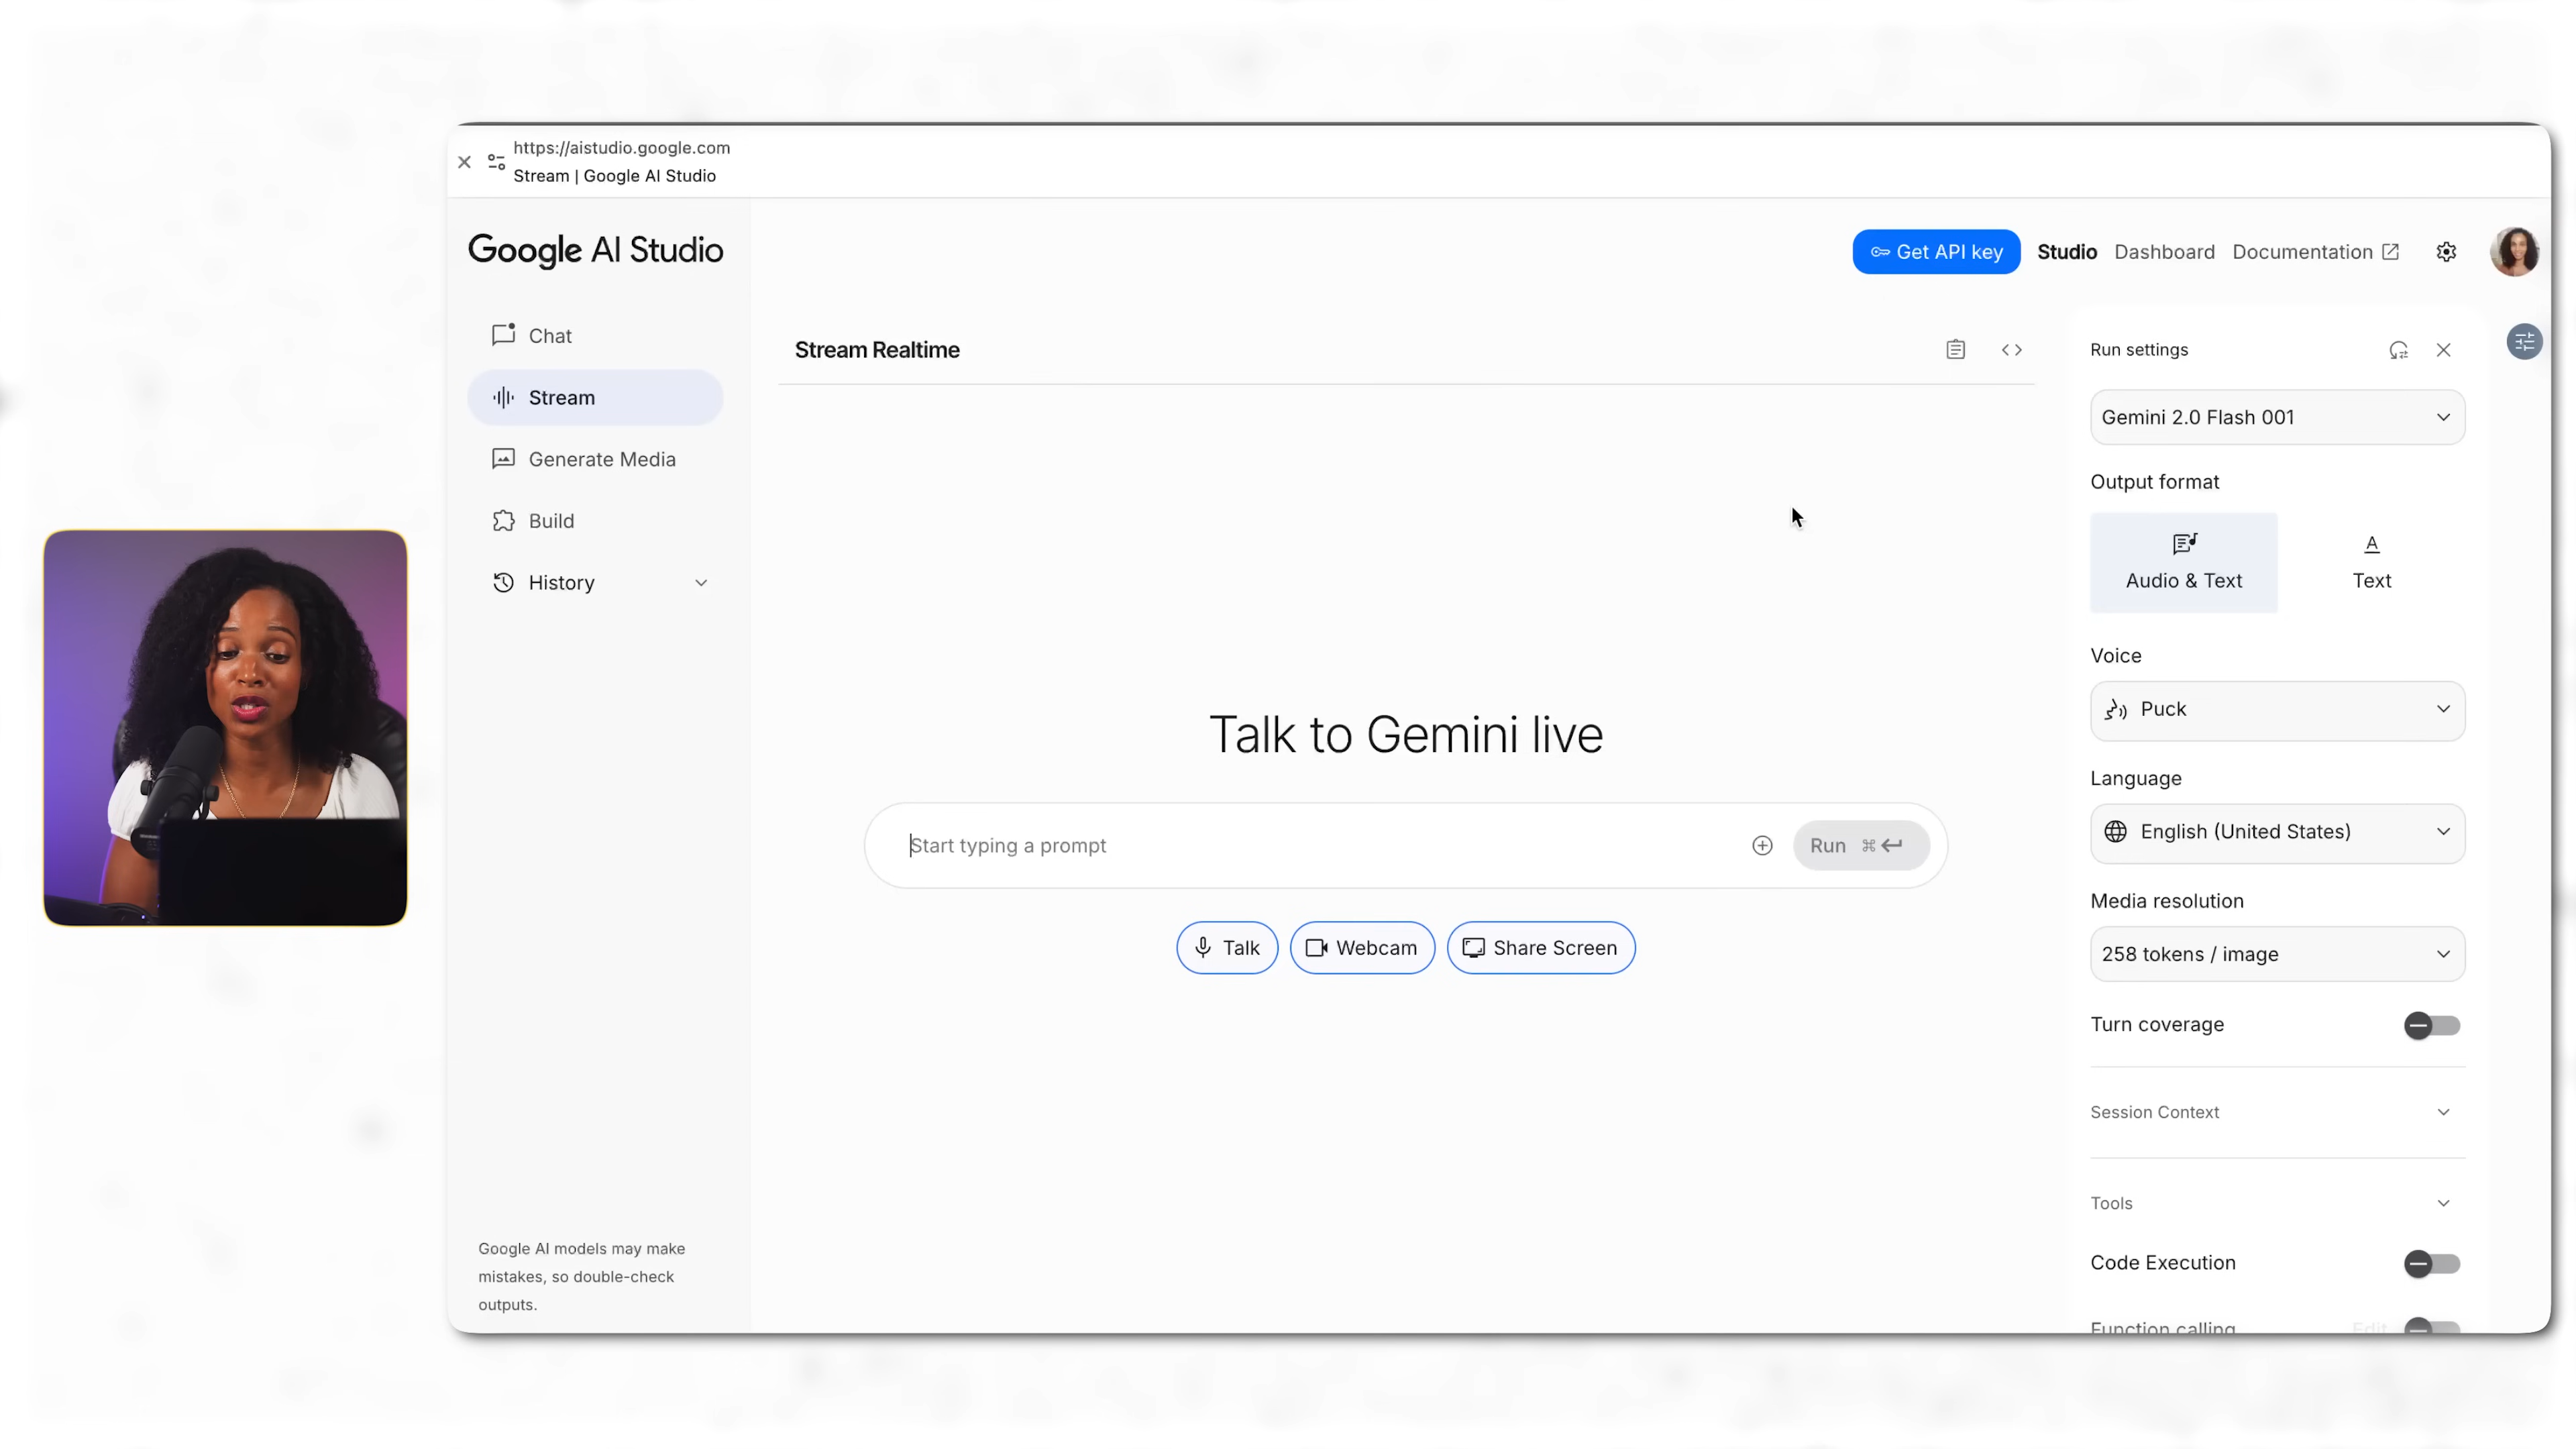 https://aistudio.google.com
Stream | Google AI Studio
Google AI Studio
Get API key
Studio
Dashboard
Documentation
Chat
Stream
Generate Media
Build
History
Google AI models may make
mistakes, so double-check
outputs.
Stream Realtime
Talk to Gemini live
Start typing a prompt
Run ⌘
Talk
Webcam
Share Screen
Run settings
Gemini 2.0 Flash 001
Output format
Audio & Text
A
Text
Voice
Puck
Language
English (United States)
Media resolution
258 tokens / image
Turn coverage
Session Context
Tools
Code Execution
Function calling
Edit